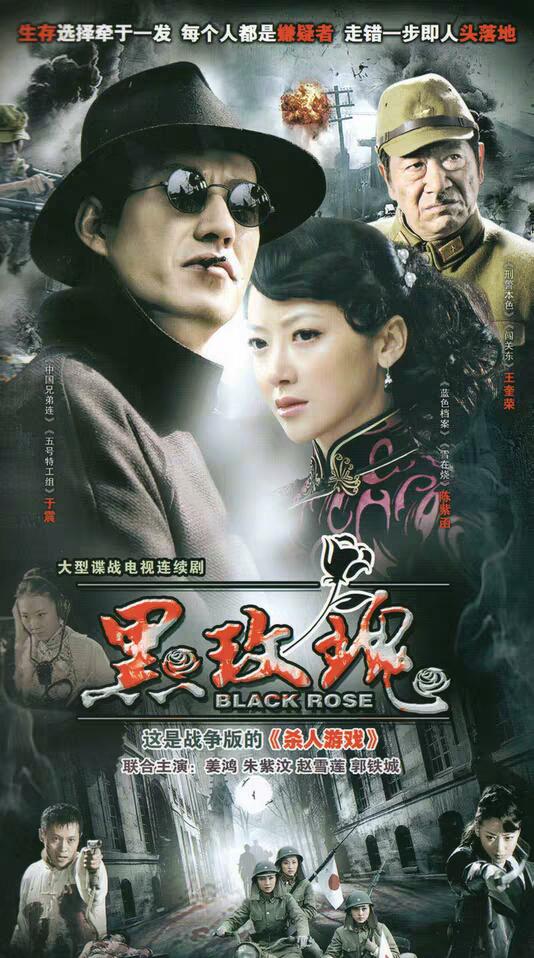 生存选择牵于一发 每个人都是嫌疑者 走错一步即人头落地
《刑警本色》《闯关东》王奎荣
《蓝色档案》《雪在烧》陈紫函
中国兄弟连 《五号特工组》于震
大型谍战电视连续剧
黑玫瑰
BLACK ROSE
这是战争版的《杀人游戏》
联合主演：姜鸿 朱紫汶 赵雪莲 郭铁城